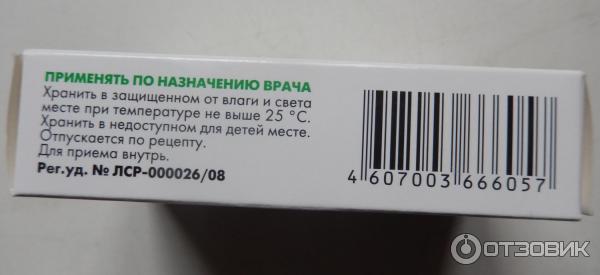 ПРИМЕНЯТЬ ПО НАЗНАЧЕНИЮ ВРАЧА
Хранить в защищенном от влаги и света
месте при температуре не выше 25 °С.
Хранить в недоступном для детей месте.
Отпускается по рецепту.
Для приема внутрь.
Рег.уд. № ЛСР-000026/08
4 607003 666057
ОТЗОВИК